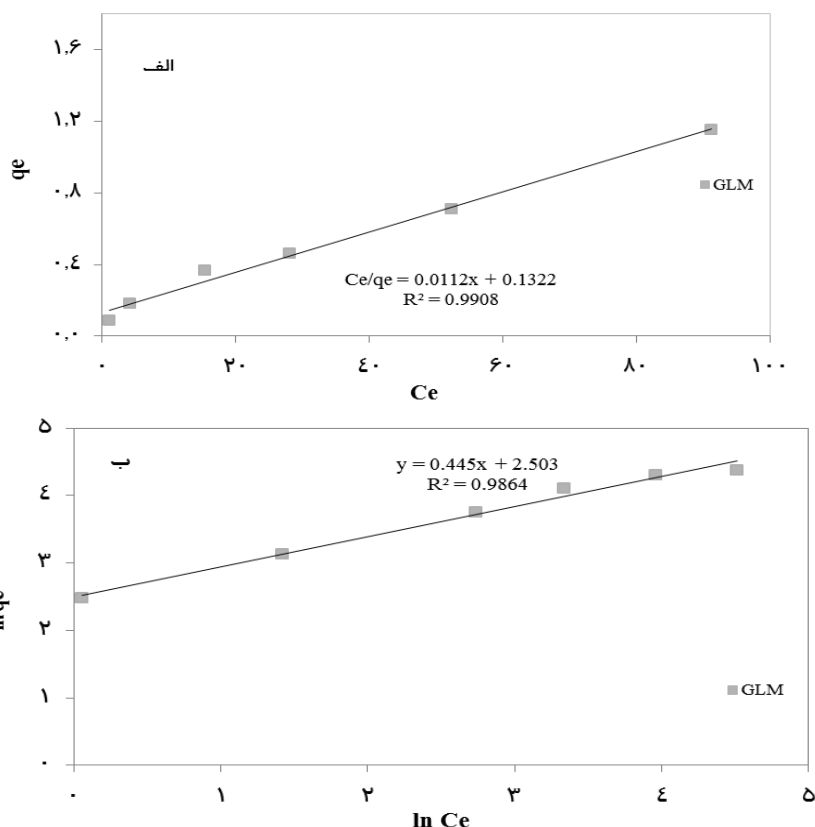 ۱٫۶
الف
۱٫۲
qe
۰٫۸
GLM
۰٫۴
Ce/qe = 0.0112x + 0.1322
R² = 0.9908
۰٫۰
۰ ۲۰ ٤۰ ۶۰ ۸۰ ۱۰۰
Ce
۵
y = 0.445x + 2.503
R² = 0.9864
٤
۳
۲
۱
GLM
۰
۰ ۱ ۲ ۳ ٤ ۵
ln Ce